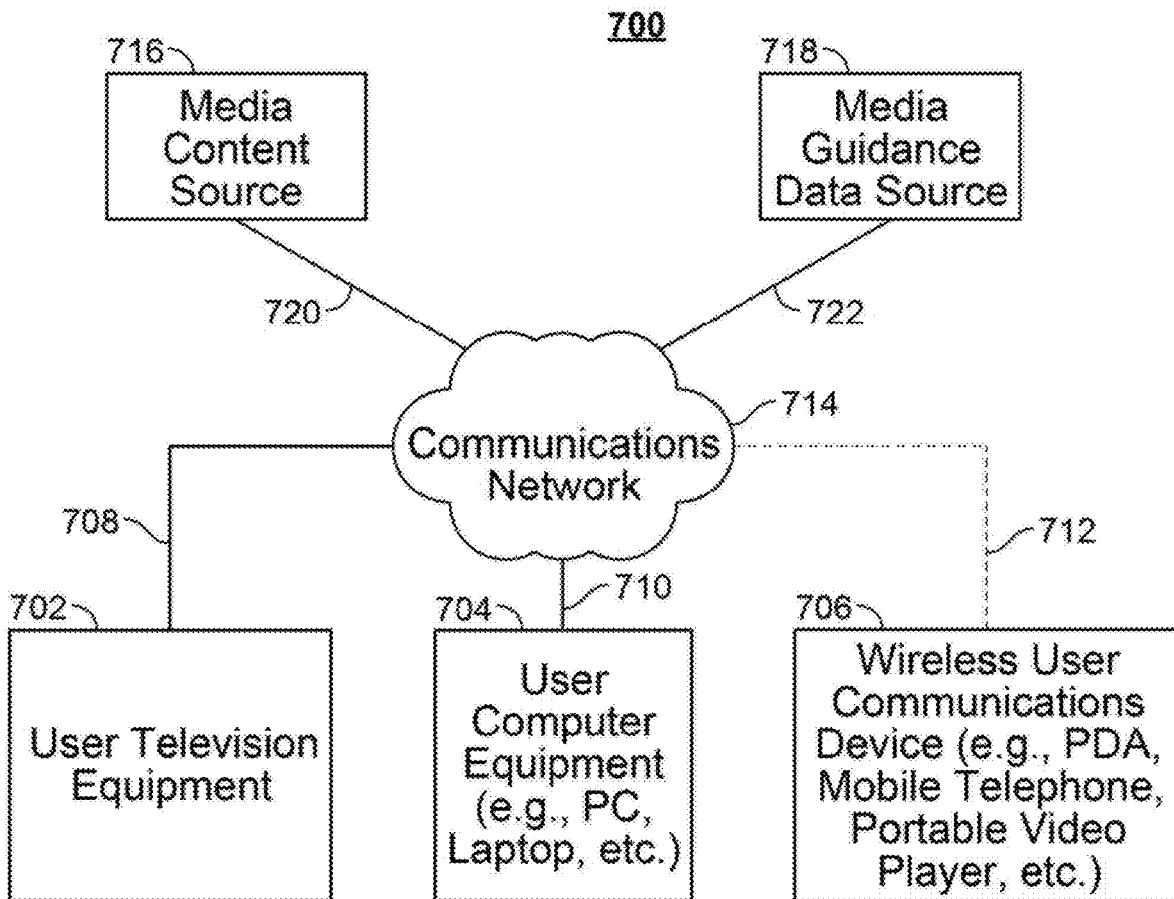 700
716
Media
Content
Source
718
Media
Guidance
Data Source
720
722
Communications
Network
714
708
712
710
702
User Television
Equipment
704
User
Computer
Equipment
(e.g., PC,
Laptop, etc.)
706
Wireless User
Communications
Device (e.g., PDA,
Mobile Telephone,
Portable Video
Player, etc.)